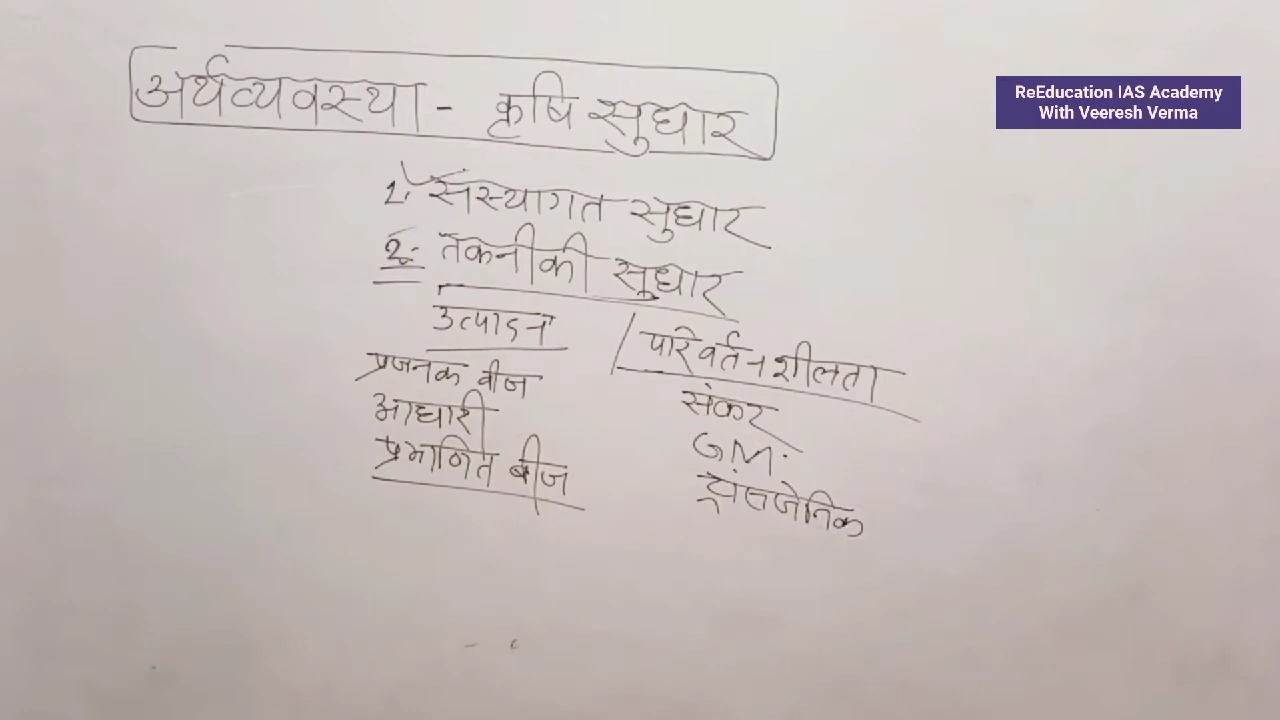 अर्थव्यवस्था - कृषि सुधार
ReEducation IAS Academy
With Veeresh Verma
1. संस्थागत सुधार
2. तकनीकी सुधार
उत्पादन / परिवर्तनशीलता
प्रजनक बीज
आधारी
प्रमाणित बीज
संकर
G.M.
ट्रांसजेनिक